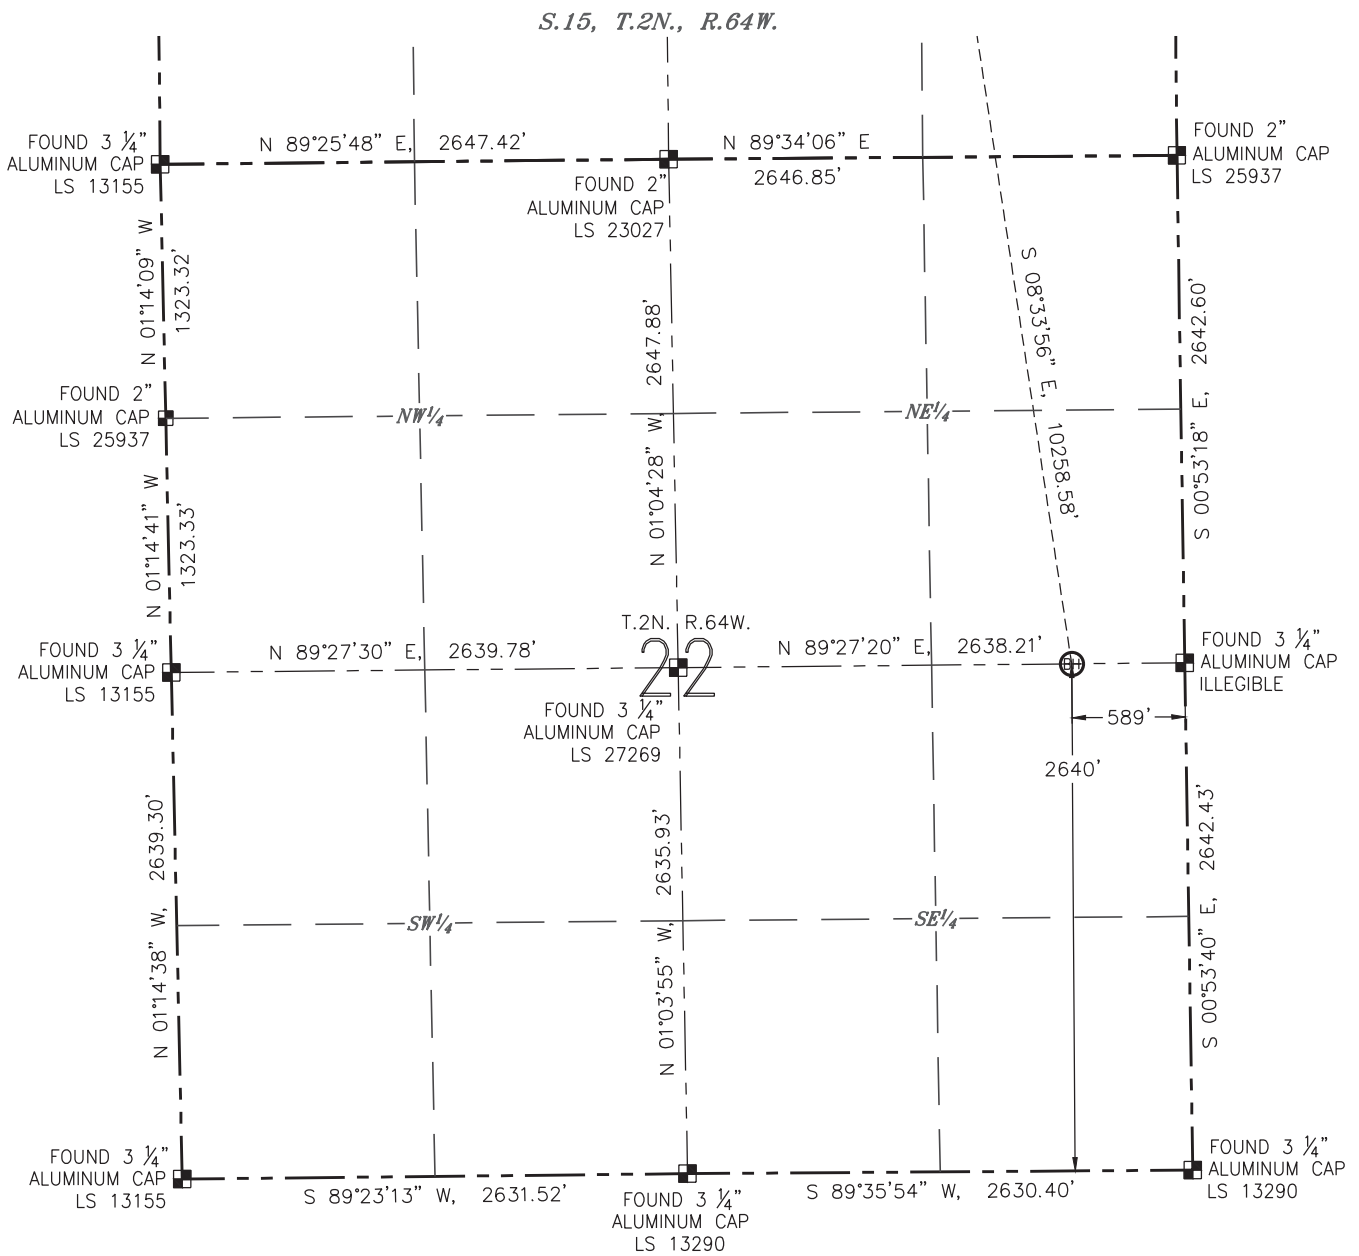 S.15, T.2N., R.64W.
FOUND 3 ¼"
ALUMINUM CAP
LS 13155
N 89°25'48" E, 2647.42'
N 89°34'06" E
2646.85'
FOUND 2"
ALUMINUM CAP
LS 25937
FOUND 2"
ALUMINUM CAP
LS 23027
N 01°14'09" W
1323.32'
N 01°04'28" W, 2647.88'
S 08°33'56" E, 10258.58'
S 00°53'18" E, 2642.60'
FOUND 2"
ALUMINUM CAP
LS 25937
NW¼
NE¼
N 01°14'41" W
1323.33'
FOUND 3 ¼"
ALUMINUM CAP
LS 13155
N 89°27'30" E, 2639.78'
T.2N. R.64W.
22
N 89°27'20" E, 2638.21'
BH
FOUND 3 ¼"
ALUMINUM CAP
ILLEGIBLE
FOUND 3 ¼"
ALUMINUM CAP
LS 27269
589'
2640'
N 01°14'38" W, 2639.30'
N 01°03'55" W, 2635.93'
S 00°53'40" E, 2642.43'
SW¼
SE¼
FOUND 3 ¼"
ALUMINUM CAP
LS 13155
S 89°23'13" W, 2631.52'
FOUND 3 ¼"
ALUMINUM CAP
LS 13290
S 89°35'54" W, 2630.40'
FOUND 3 ¼"
ALUMINUM CAP
LS 13290